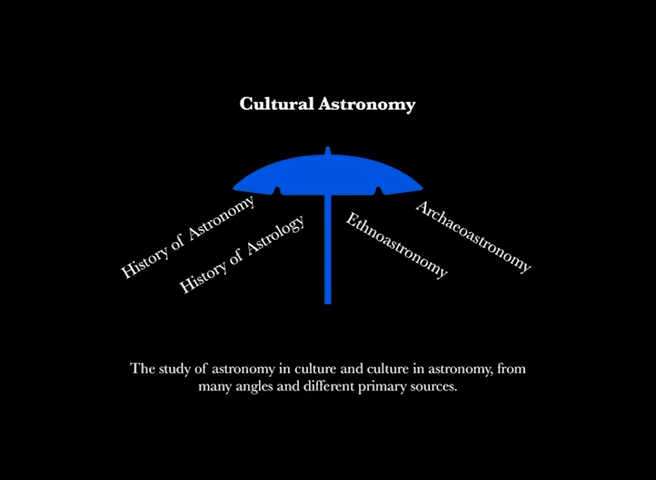 Cultural Astronomy
History of Astronomy
History of Astrology
Ethnoastronomy
Archaeoastronomy
The study of astronomy in culture and culture in astronomy, from
many angles and different primary sources.